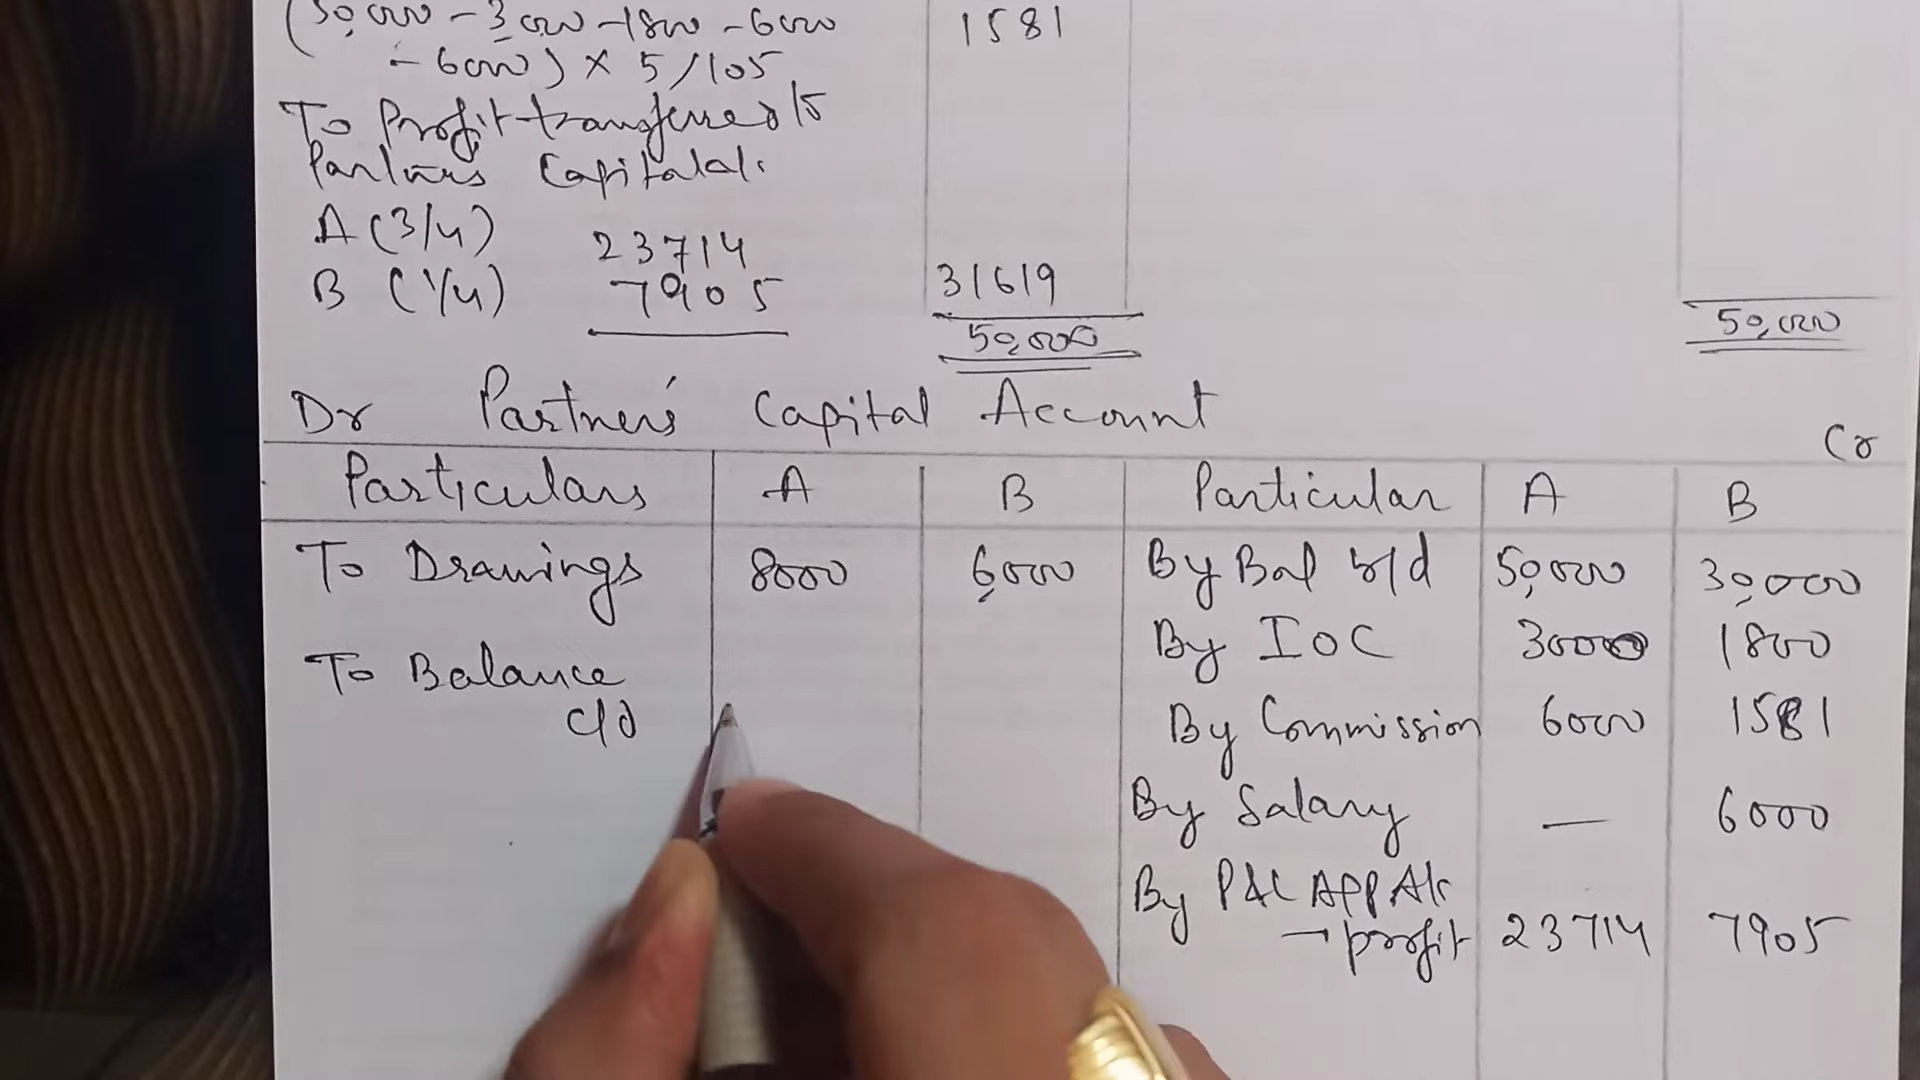 (50,000 - 3000 - 1800 - 6000 1581
- 6000) × 5/105
To Profit transferred to
Partners Capital a/c.
A (3/4) 23714
B (1/4) 7905 31619
50,000 50,000
Dr Partner's Capital Account Cr
Particulars A B Particular A B
To Drawings 8000 6,000 By Bal b/d 50,000 30,000
To Balance By IOC 3000 1800
c/d By Commission 6000 1581
By Salary — 6000
By P&L APP A/c
→ profit 23714 7905